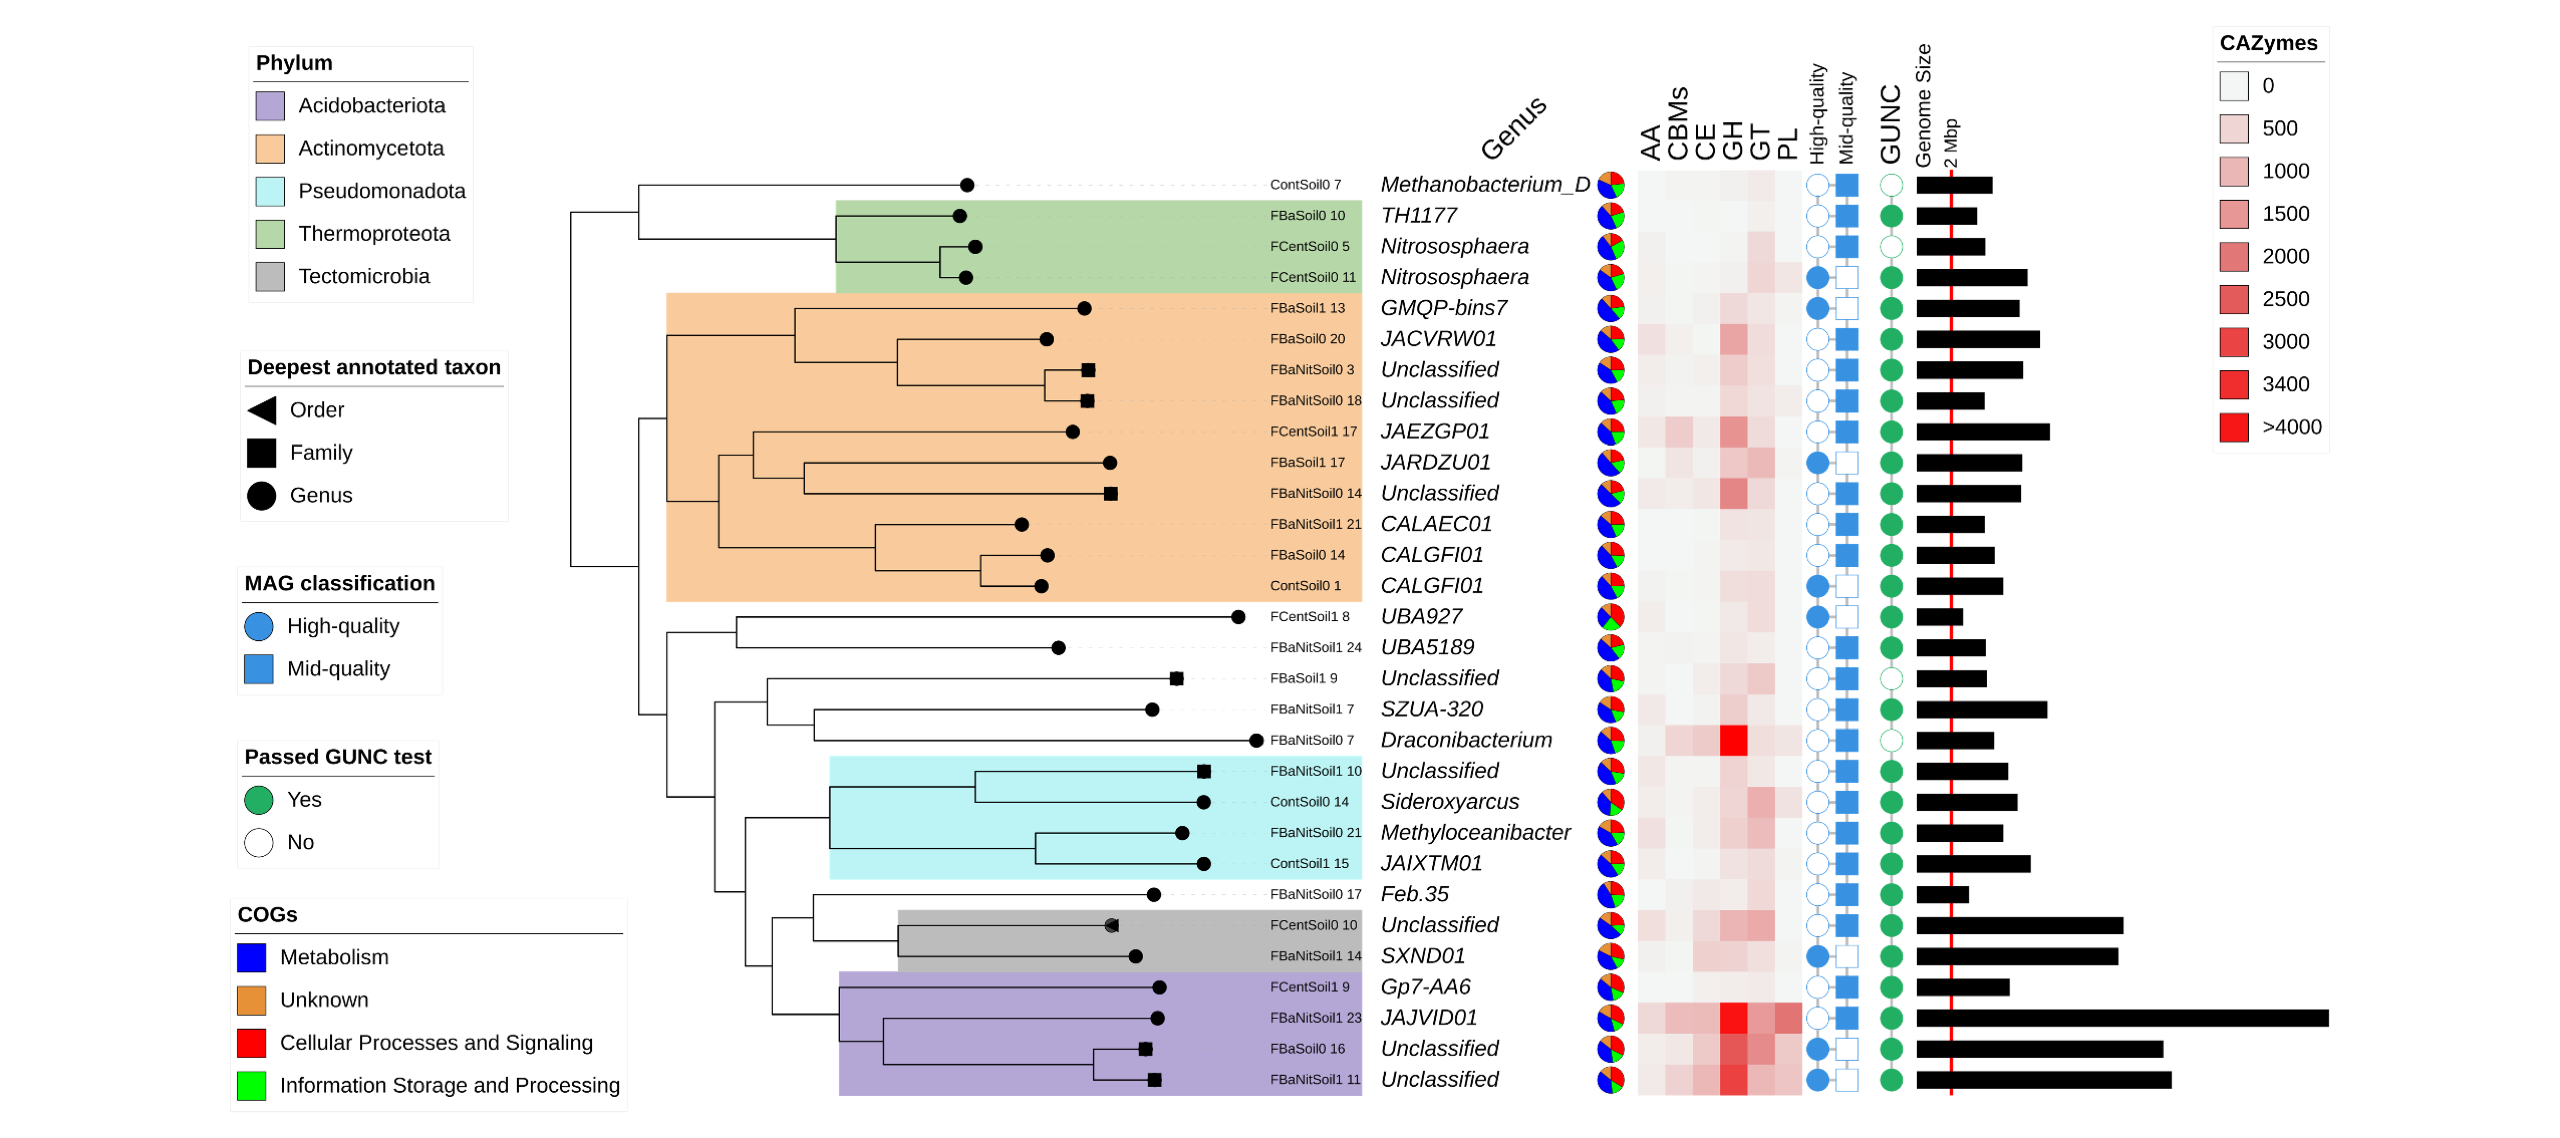 Phylum
Acidobacteriota
Actinomycetota
Pseudomonadota
Thermoproteota
Tectomicrobia
Deepest annotated taxon
Order
Family
Genus
MAG classification
High-quality
Mid-quality
Passed GUNC test
Yes
No
COGs
Metabolism
Unknown
Cellular Processes and Signaling
Information Storage and Processing
Genus
AA
CBMs
CE
GH
GT
PL
High-quality
Mid-quality
GUNC
Genome Size
2 Mbp
ContSoil0 7 Methanobacterium_D
FBaSoil0 10 TH1177
FCentSoil0 5 Nitrososphaera
FCentSoil0 11 Nitrososphaera
FBaSoil1 13 GMQP-bins7
FBaSoil0 20 JACVRW01
FBaNitSoil0 3 Unclassified
FBaNitSoil0 18 Unclassified
FCentSoil1 17 JAEZGP01
FBaSoil1 17 JARDZU01
FBaNitSoil0 14 Unclassified
FBaNitSoil1 21 CALAEC01
FBaSoil0 14 CALGFI01
ContSoil0 1 CALGFI01
FCentSoil1 8 UBA927
FBaNitSoil1 24 UBA5189
FBaSoil1 9 Unclassified
FBaNitSoil1 7 SZUA-320
FBaNitSoil0 7 Draconibacterium
FBaNitSoil1 10 Unclassified
ContSoil0 14 Sideroxyarcus
FBaNitSoil0 21 Methyloceanibacter
ContSoil1 15 JAIXTM01
FBaNitSoil0 17 Feb.35
FCentSoil0 10 Unclassified
FBaNitSoil1 14 SXND01
FCentSoil1 9 Gp7-AA6
FBaNitSoil1 23 JAJVID01
FBaSoil0 16 Unclassified
FBaNitSoil1 11 Unclassified
CAZymes
0
500
1000
1500
2000
2500
3000
3400
>4000